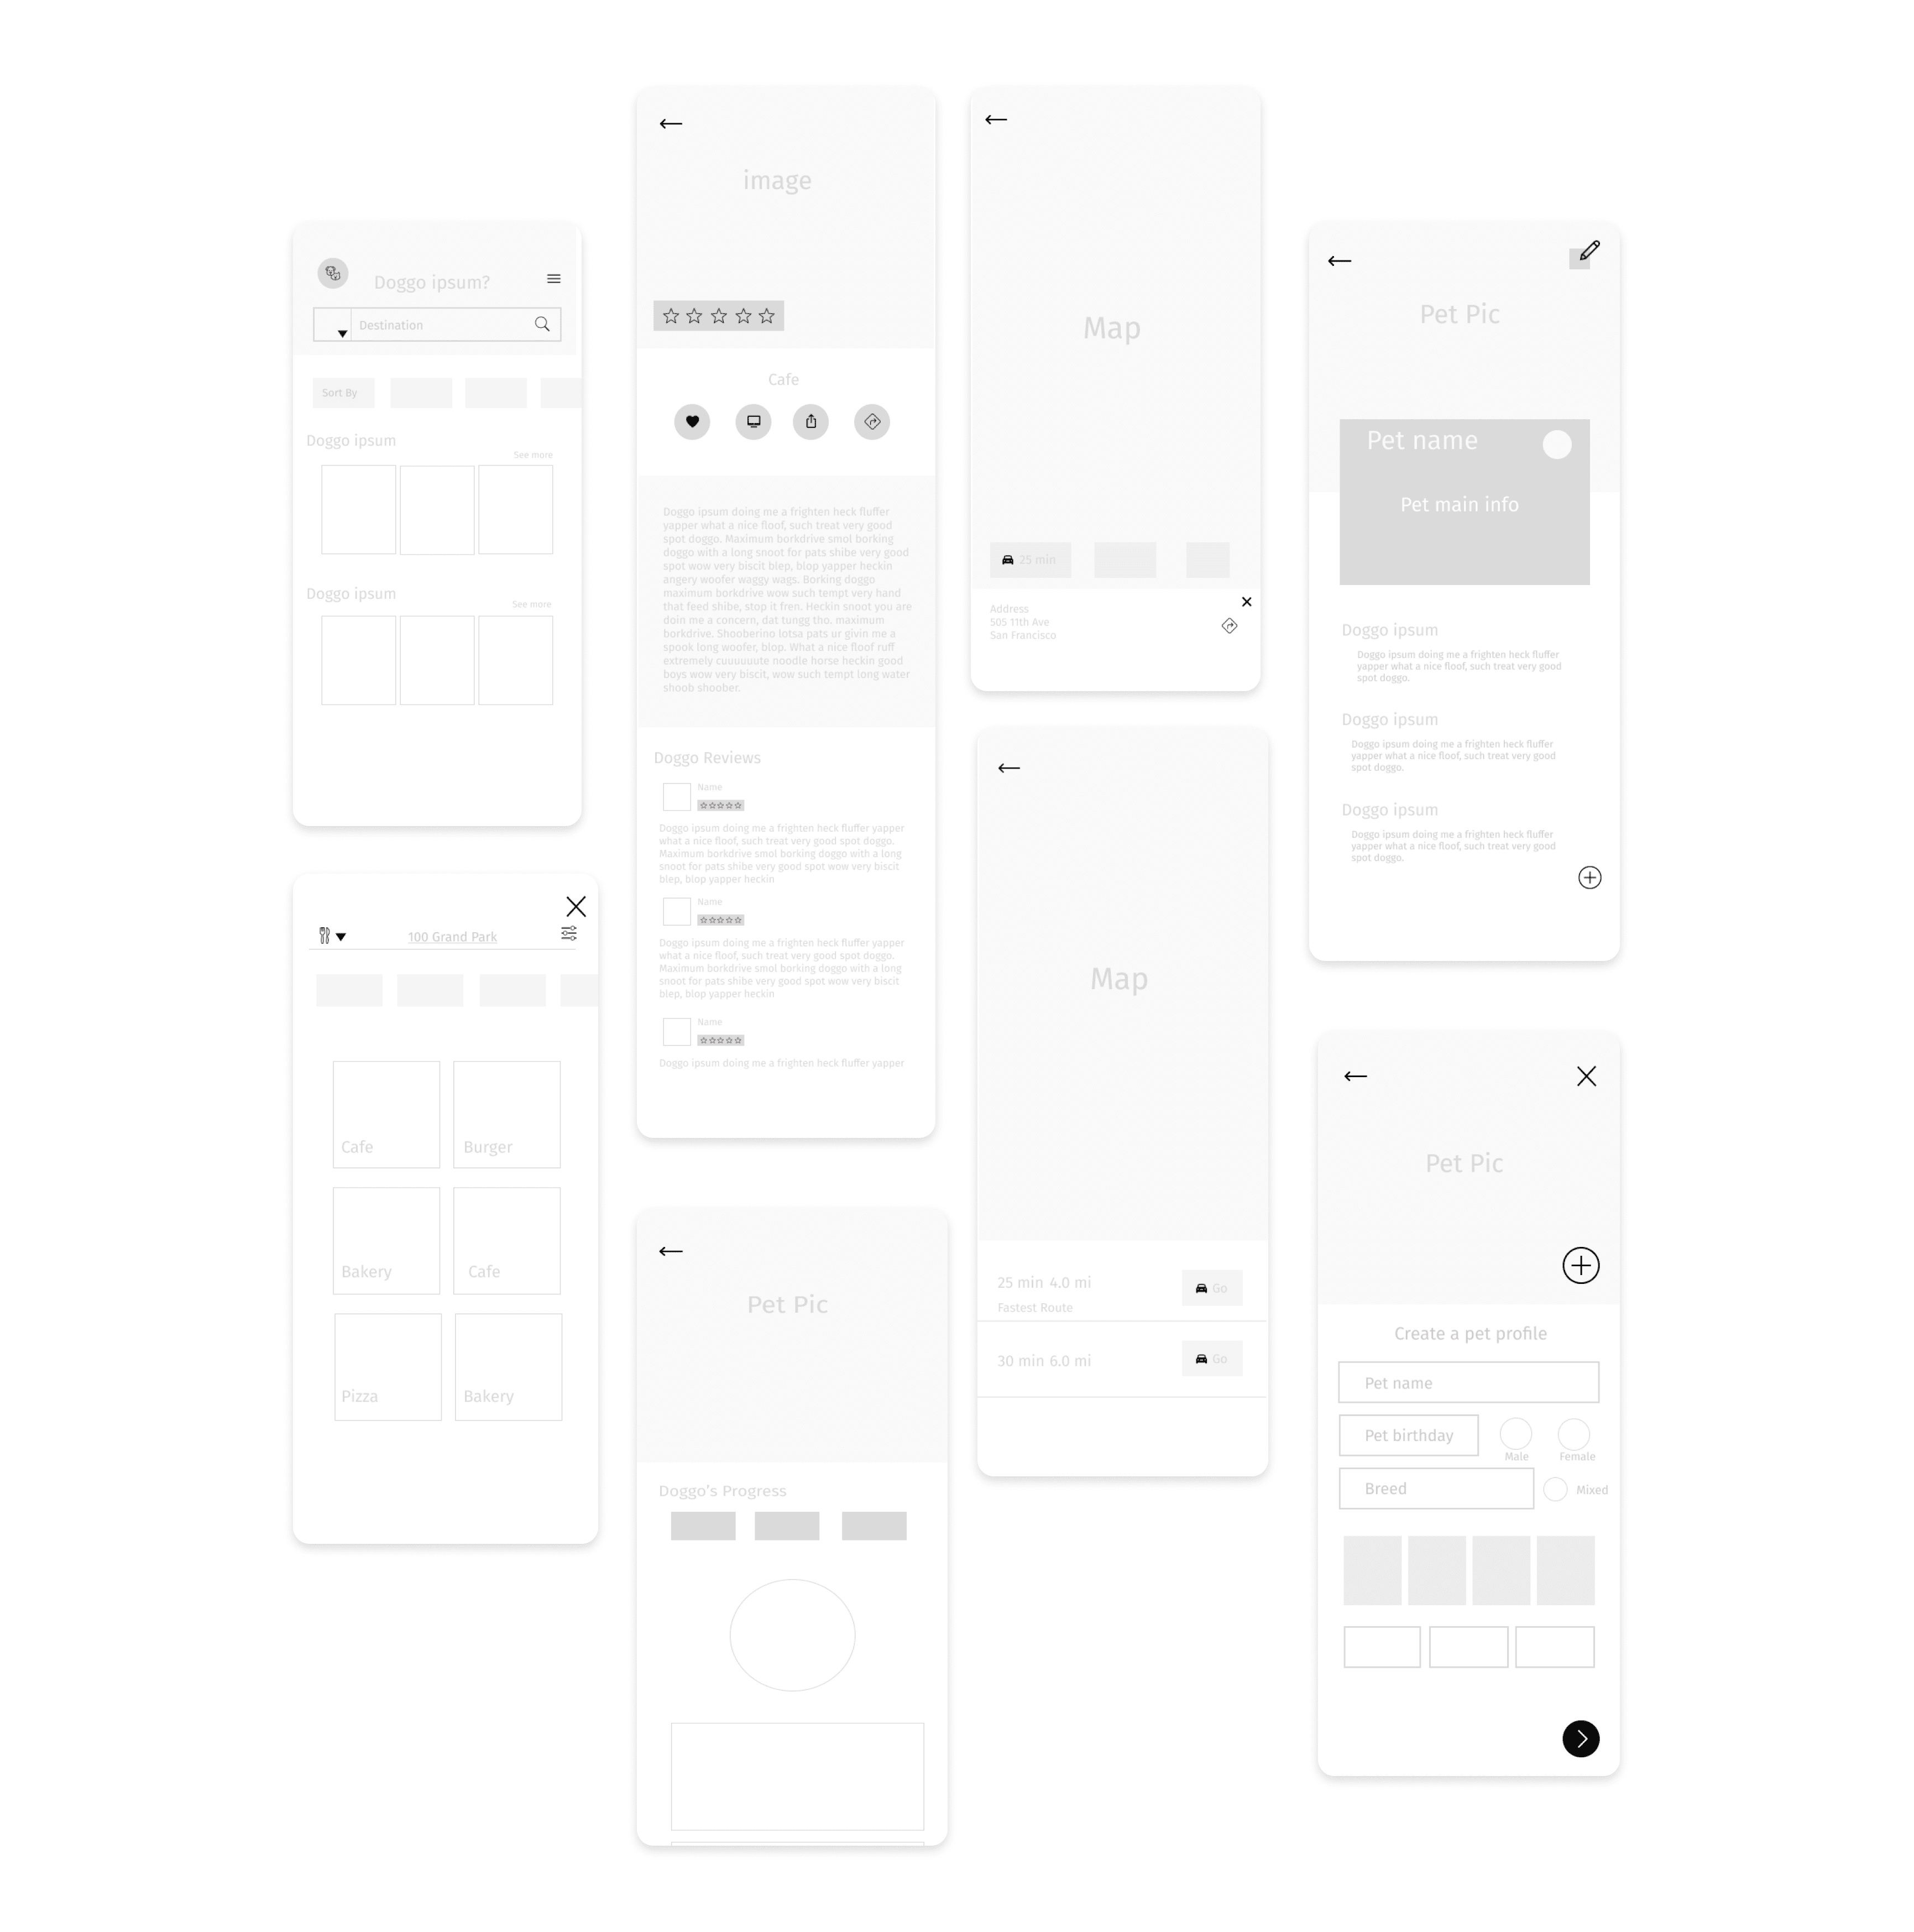 Doggo ipsum?
Destination
Sort By
Doggo ipsum
See more
Doggo ipsum
See more
100 Grand Park
Cafe
Burger
Bakery
Cafe
Pizza
Bakery
image
Cafe
Doggo ipsum doing me a frighten heck fluffer
yapper what a nice floof, such treat very good
spot doggo. Maximum borkdrive smol borking
doggo with a long snoot for pats shibe very good
spot wow very biscit blep, blop yapper heckin
angery woofer waggy wags. Borking doggo
maximum borkdrive wow such tempt very hand
that feed shibe, stop it fren. Heckin snoot you are
doin me a concern, dat tungg tho. maximum
borkdrive. Shooberino lotsa pats ur givin me a
spook long woofer, blop. What a nice floof ruff
extremely cuuuuuute noodle horse heckin good
boys wow very biscit, wow such tempt long water
shoob shoober.
Doggo Reviews
Name
Doggo ipsum doing me a frighten heck fluffer yapper
what a nice floof, such treat very good spot doggo.
Maximum borkdrive smol borking doggo with a long
snoot for pats shibe very good spot wow very biscit
blep, blop yapper heckin
Name
Doggo ipsum doing me a frighten heck fluffer yapper
what a nice floof, such treat very good spot doggo.
Maximum borkdrive smol borking doggo with a long
snoot for pats shibe very good spot wow very biscit
blep, blop yapper heckin
Name
Doggo ipsum doing me a frighten heck fluffer yapper
Pet Pic
Doggo's Progress
Map
25 min
Address
505 11th Ave
San Francisco
Map
25 min 4.0 mi
Go
Fastest Route
30 min 6.0 mi
Go
Pet Pic
Pet name
Pet main info
Doggo ipsum
Doggo ipsum doing me a frighten heck fluffer
yapper what a nice floof, such treat very good
spot doggo.
Doggo ipsum
Doggo ipsum doing me a frighten heck fluffer
yapper what a nice floof, such treat very good
spot doggo.
Doggo ipsum
Doggo ipsum doing me a frighten heck fluffer
yapper what a nice floof, such treat very good
spot doggo.
Pet Pic
Create a pet profile
Pet name
Pet birthday
Male
Female
Breed
Mixed